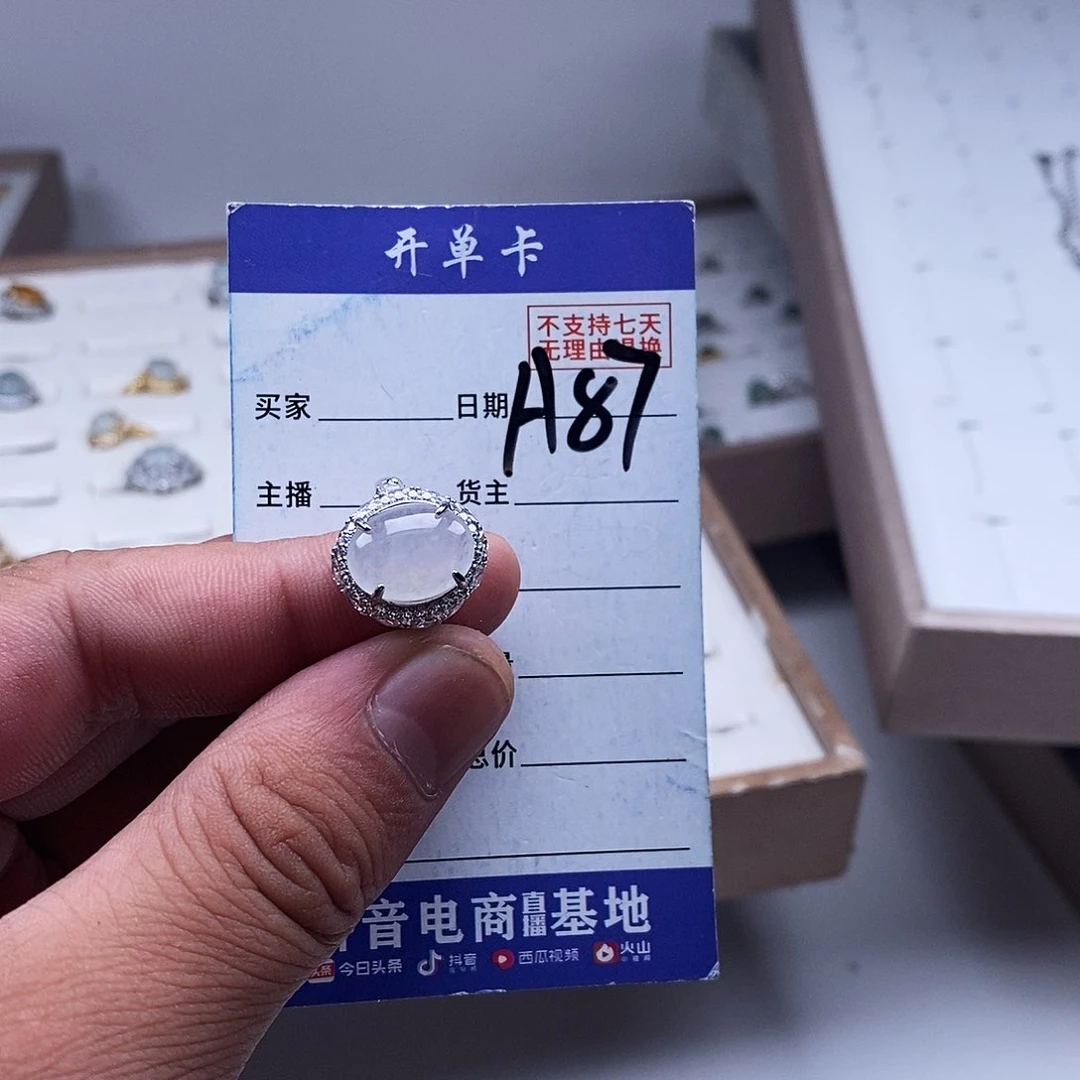 开单卡
不支持七天
无理由退换
买家 日期 A87
主播 货主
总价
音电商直播基地
今日头条 抖音 西瓜视频 火山